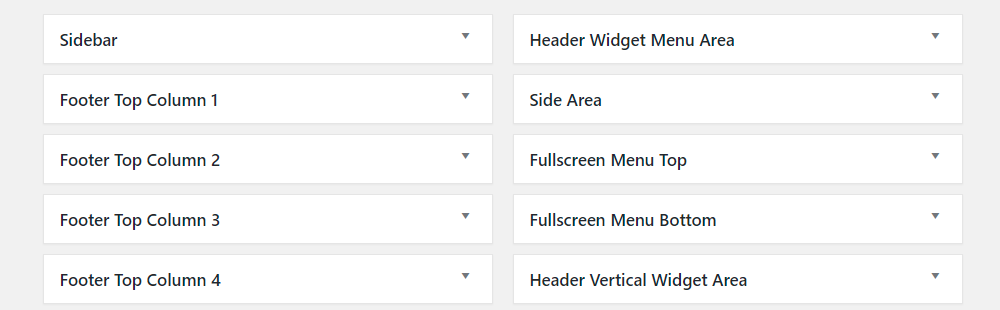 Sidebar
Header Widget Menu Area
Footer Top Column 1
Side Area
Footer Top Column 2
Fullscreen Menu Top
Footer Top Column 3
Fullscreen Menu Bottom
Footer Top Column 4
Header Vertical Widget Area